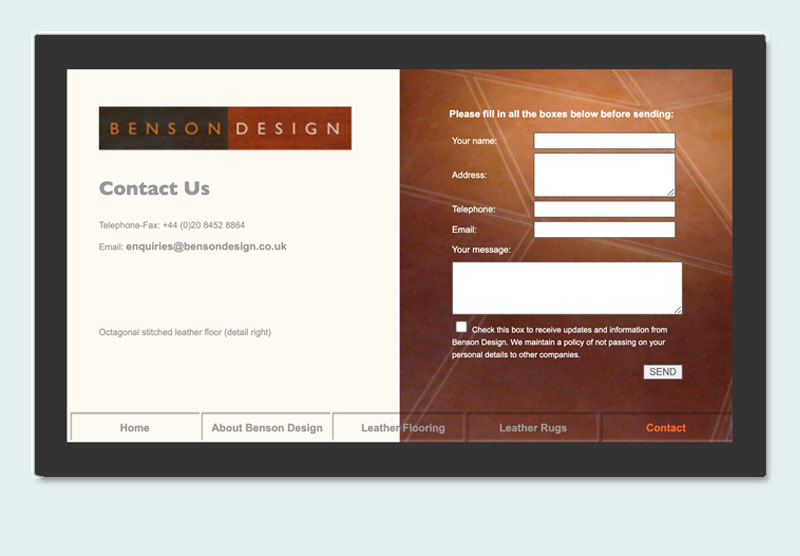 BENSON DESIGN
Contact Us
Telephone-Fax: +44 (0)20 8452 8864
Email: enquiries@bensondesign.co.uk
Octagonal stitched leather floor (detail right)
Please fill in all the boxes below before sending:
Your name:
Address:
Telephone:
Email:
Your message:
Check this box to receive updates and information from
Benson Design. We maintain a policy of not passing on your
personal details to other companies.
SEND
Home About Benson Design Leather Flooring Leather Rugs Contact